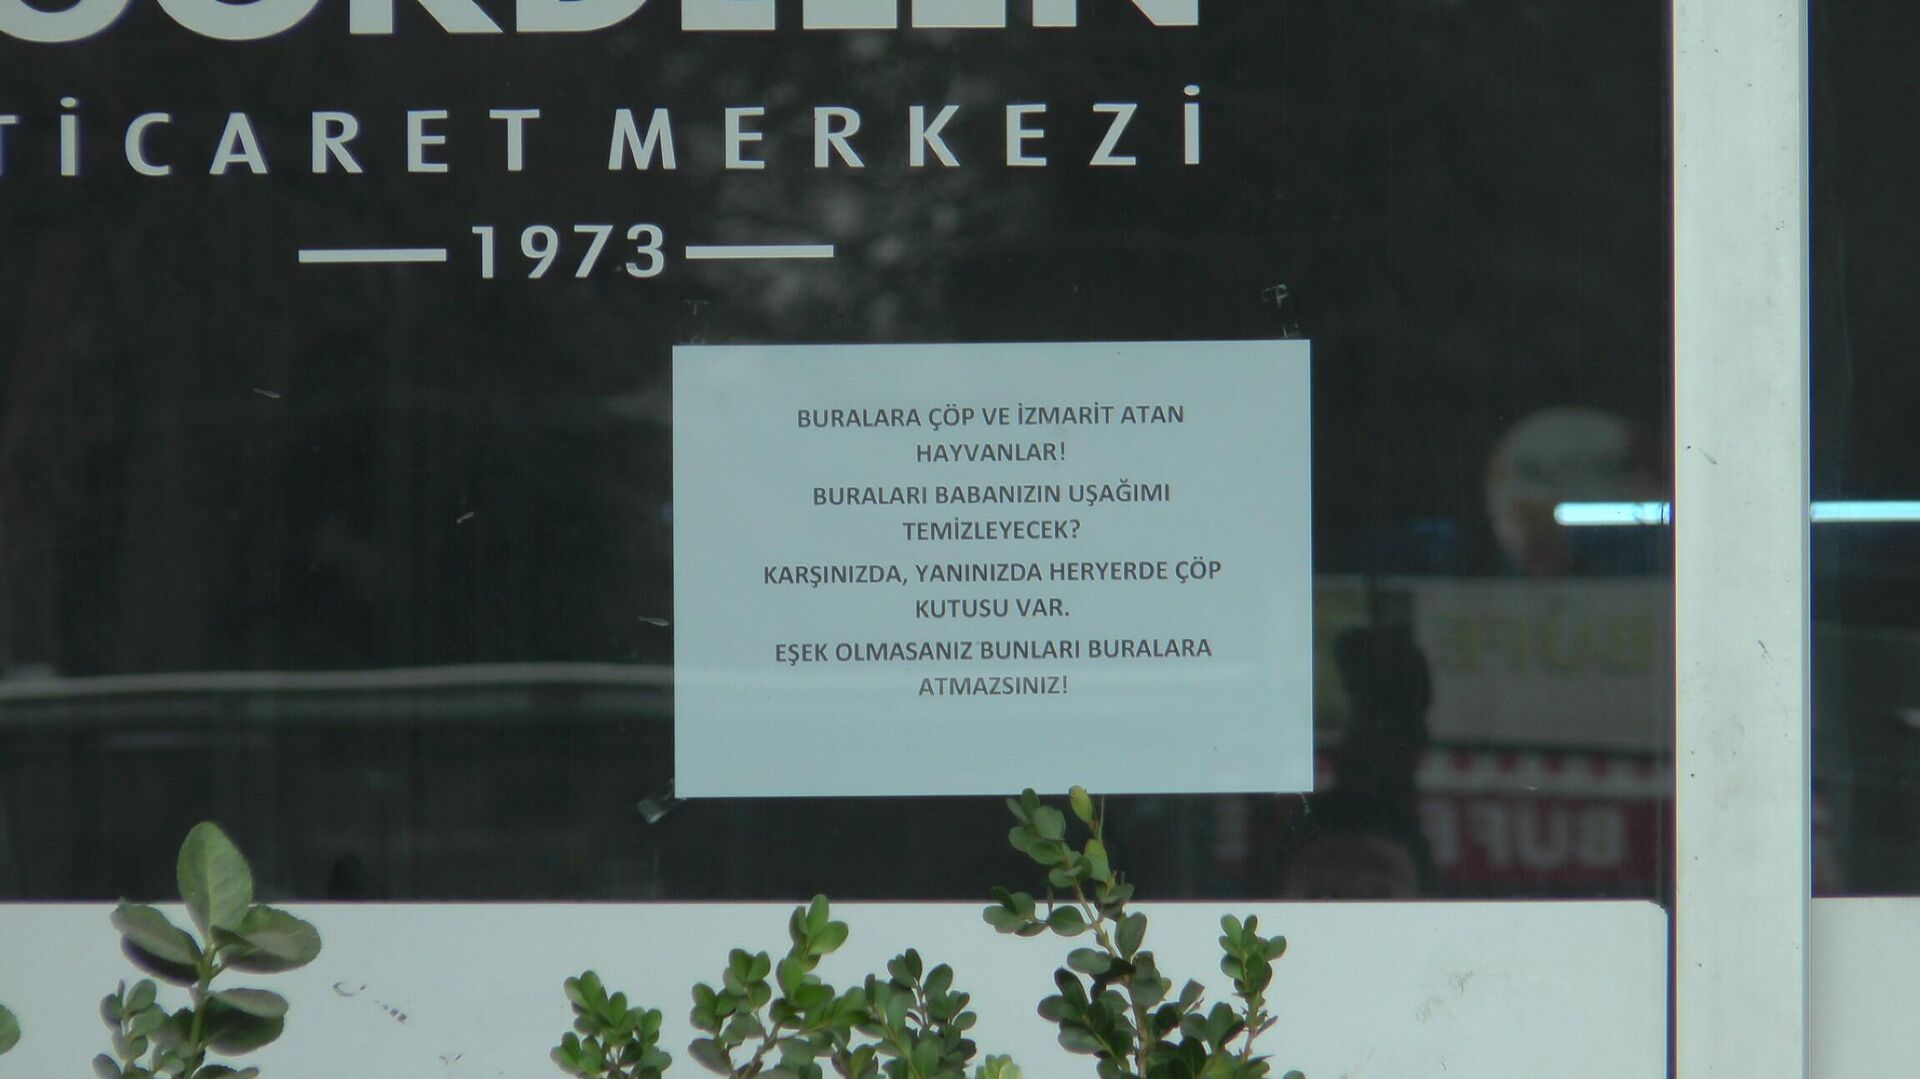 TİCARET MERKEZİ
1973
BURALARA ÇÖP VE İZMARİT ATAN
HAYVANLAR!
BURALARI BABANIZIN UŞAĞIMI
TEMİZLEYECEK?
KARŞINIZDA, YANINIZDA HERYERDE ÇÖP
KUTUSU VAR.
EŞEK OLMASANIZ BUNLARI BURALARA
ATMAZSINIZ!